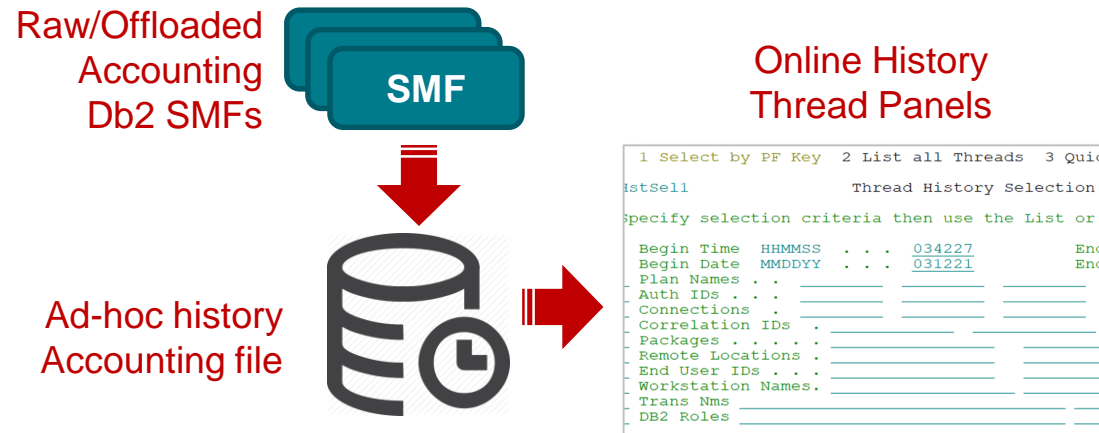 Raw/Offloaded
Accounting
Db2 SMFs
SMF
Ad-hoc history
Accounting file
Online History
Thread Panels
1 Select by PF Key 2 List all Threads 3
HstSel1 Thread History Selection
Specify selection criteria then use the List or
Begin Time HHMMSS . . . 034227
Begin Date MMDDYY . . . 031221
_ Plan Names . .
_ Auth IDs . . .
_ Connections .
_ Correlation IDs .
_ Packages . . . . .
_ Remote Locations .
_ End User IDs . . .
_ Workstation Names.
_ Trans Nms
_ DB2 Roles